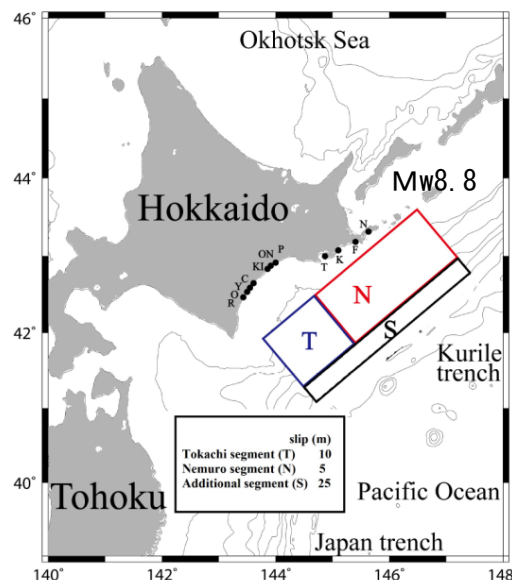 46°
Okhotsk Sea
44°
Mw8.8
Hokkaido
N
F
K
T
P
ON
KI
C
Y
O
R
N
42°
T
S
Kurile
trench
slip (m)
Tokachi segment (T) 10
Nemuro segment (N) 5
Additional segment (S) 25
40°
Tohoku
Pacific Ocean
Japan trench
140° 142° 144° 146° 148°